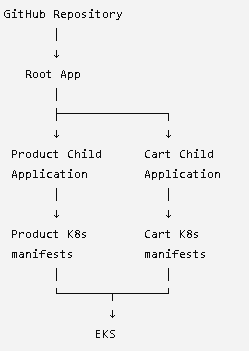 GitHub Repository
Root App
Product Child Cart Child
Application Application
Product K8s Cart K8s
manifests manifests
EKS